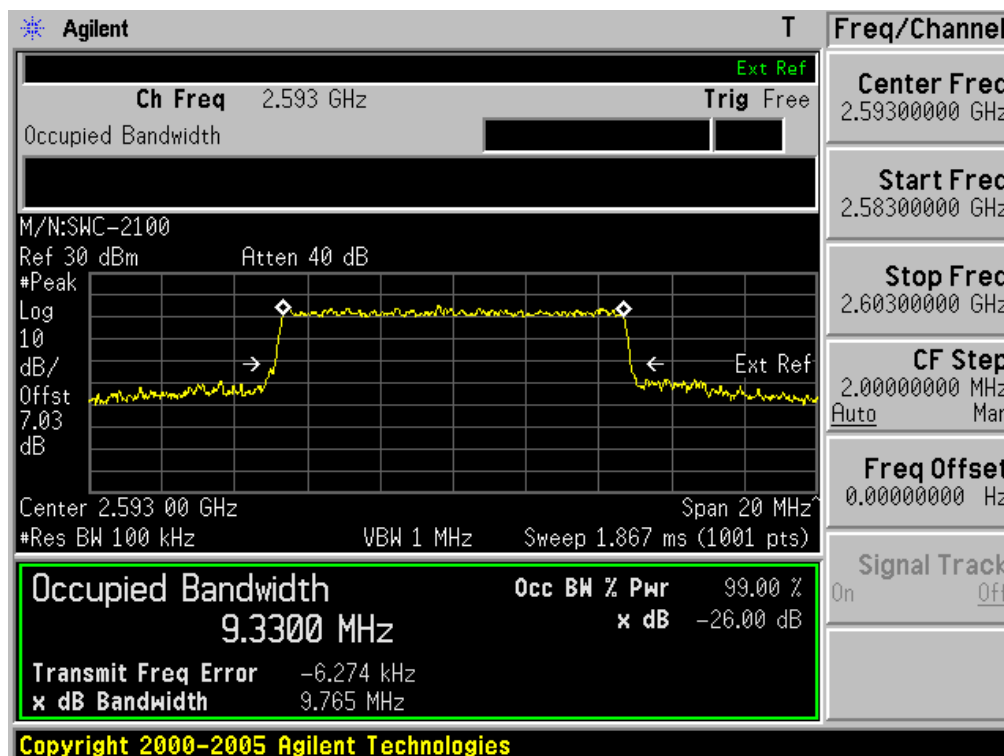 Agilent T
Ext Ref
Ch Freq 2.593 GHz Trig Free
Occupied Bandwidth
M/N:SWC-2100
Ref 30 dBm Atten 40 dB
#Peak
Log
10
dB/
Offst
7.03
dB
Ext Ref
Center 2.593 00 GHz Span 20 MHz^
#Res BW 100 kHz VBW 1 MHz Sweep 1.867 ms (1001 pts)
Occupied Bandwidth
9.3300 MHz
Occ BW % Pwr 99.00 %
x dB -26.00 dB
Transmit Freq Error -6.274 kHz
x dB Bandwidth 9.765 MHz
Copyright 2000-2005 Agilent Technologies
Freq/Channel
Center Freq
2.59300000 GHz
Start Freq
2.58300000 GHz
Stop Freq
2.60300000 GHz
CF Step
2.00000000 MHz
Auto Man
Freq Offset
0.00000000 Hz
Signal Track
On Off